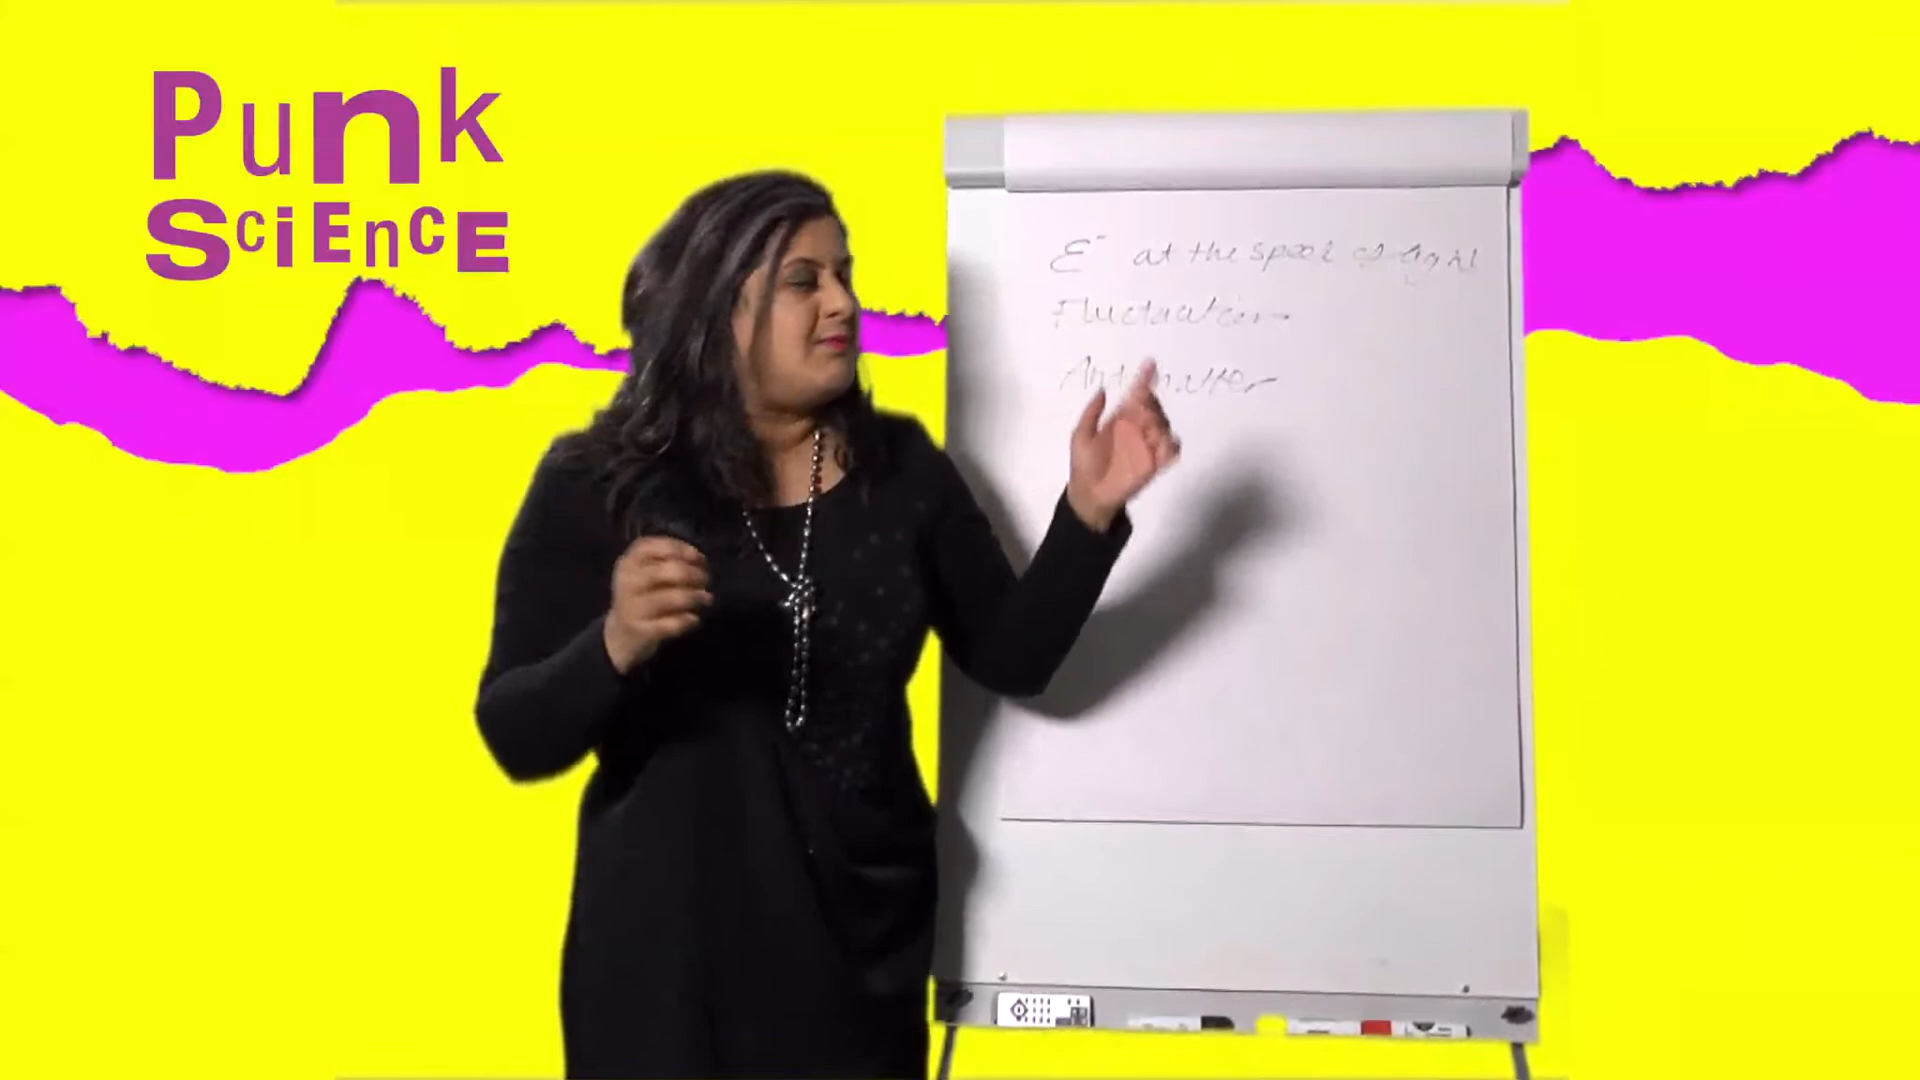 Punk
SciEncE
E⁻ at the speed of light
Fluctuation
Antimatter